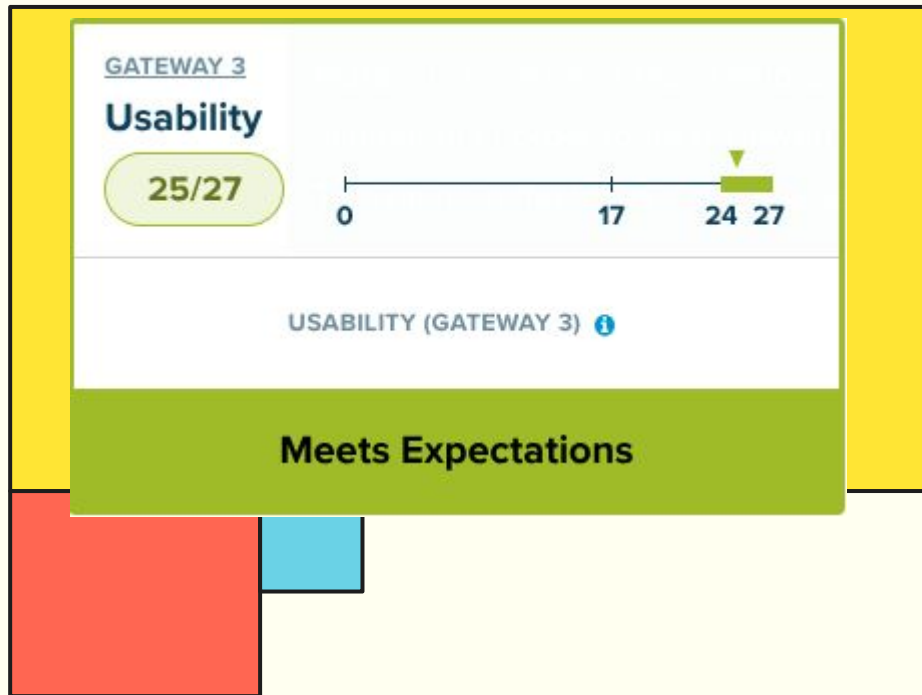 GATEWAY 3
Usability
25/27
0 17 24 27
USABILITY (GATEWAY 3)
Meets Expectations